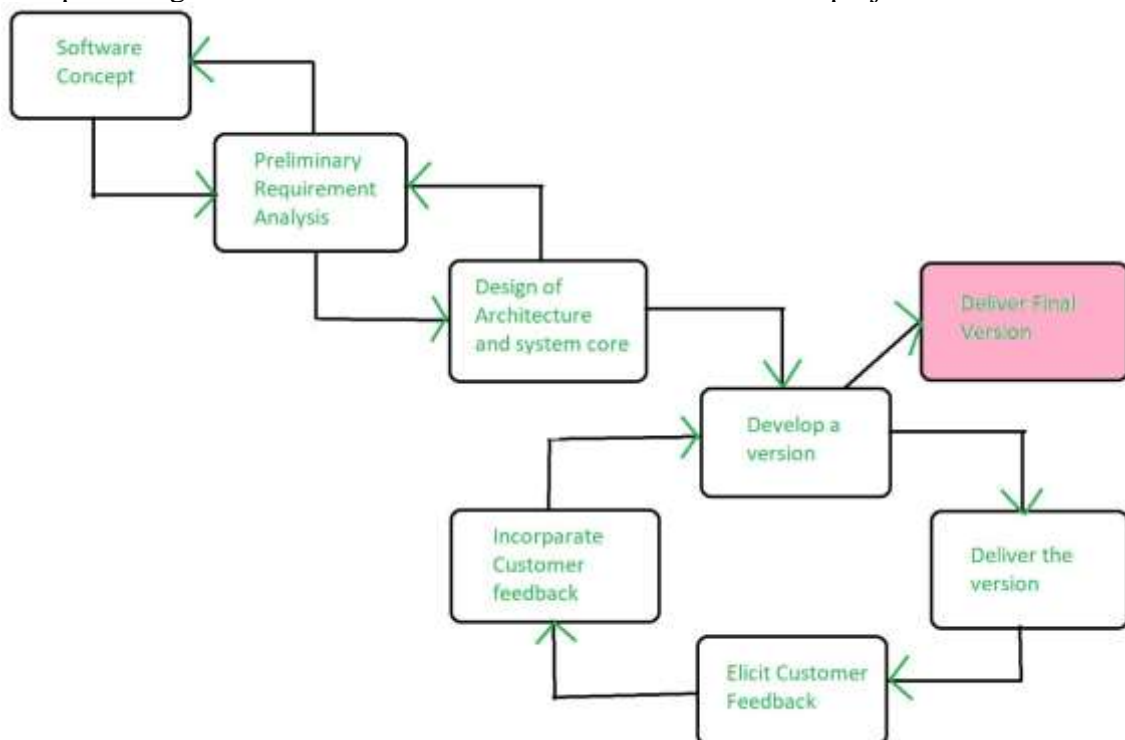 Software
Concept
Preliminary
Requirement
Analysis
Design of
Architecture
and system core
Deliver Final
Version
Develop a
version
Incorparate
Customer
feedback
Deliver the
version
Elicit Customer
Feedback